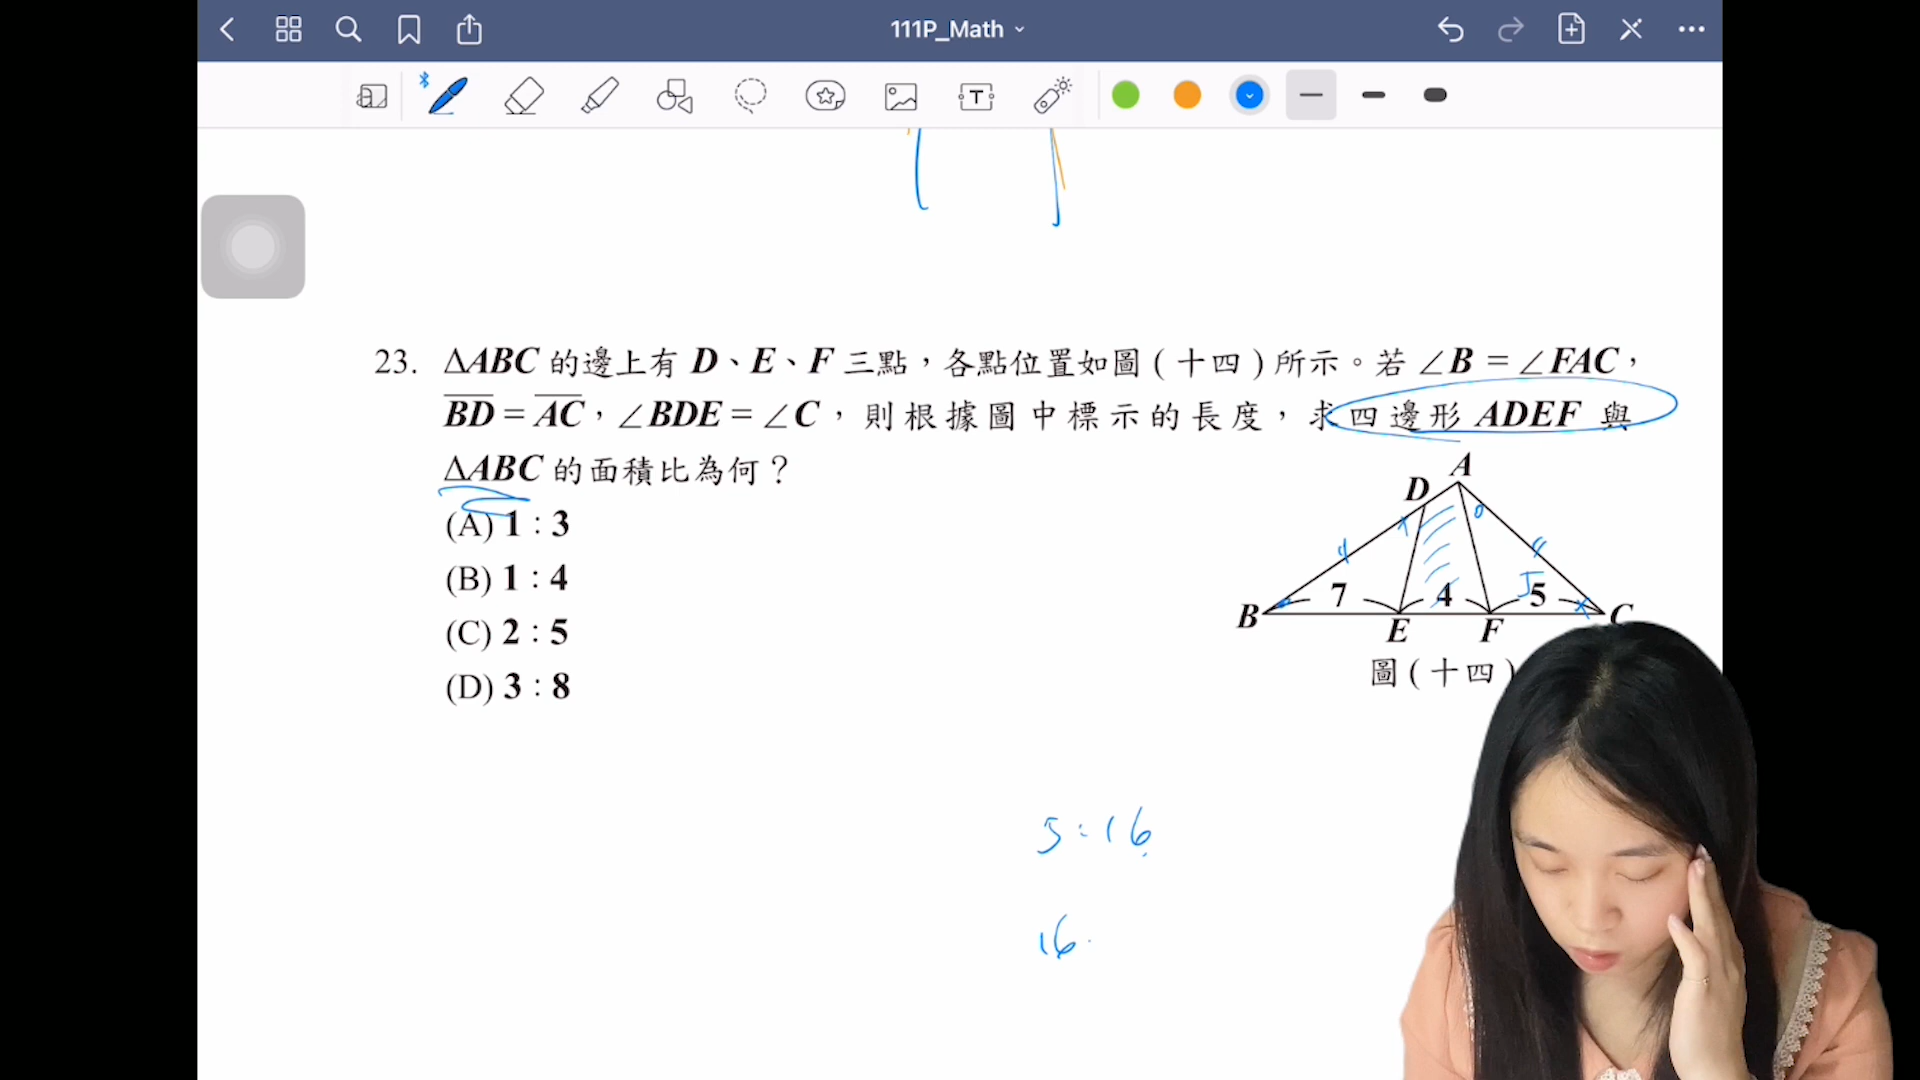 111P_Math
23. ΔABC 的邊上有 D、E、F 三點，各點位置如圖(十四)所示。若 ∠B = ∠FAC，
BD = AC，∠BDE = ∠C，則根據圖中標示的長度，求四邊形 ADEF 與
ΔABC 的面積比為何？
(A) 1 : 3
(B) 1 : 4
(C) 2 : 5
(D) 3 : 8
A
D
7 4 5
B E F C
圖(十四)
5:16
16